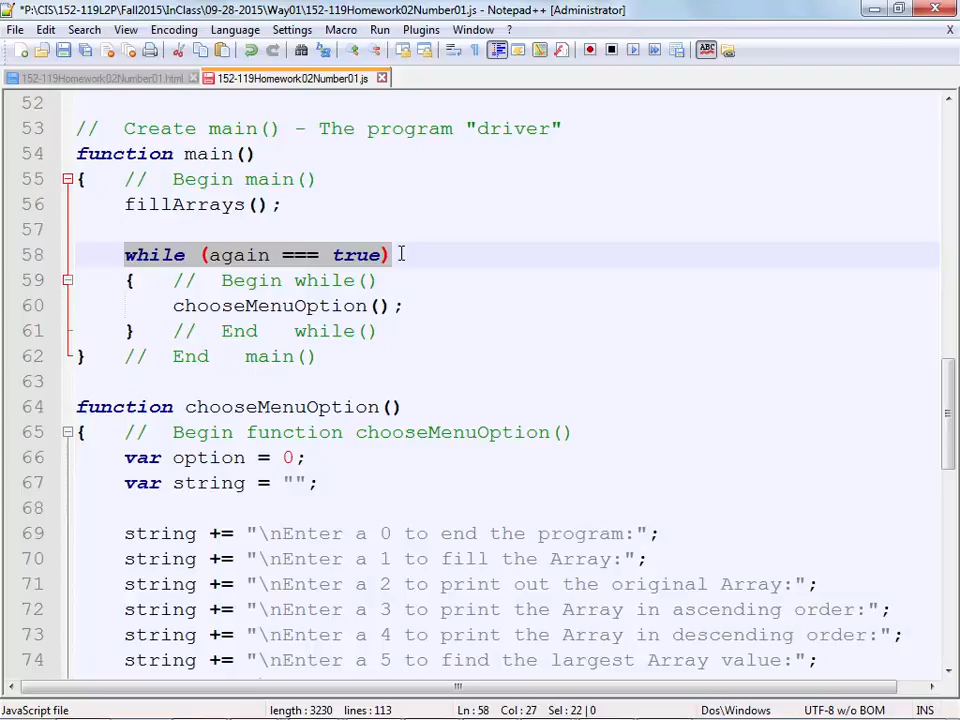 *P:\CIS\152-119L2P\Fall2015\InClass\09-28-2015\Way01\152-119Homework02Number01.js - Notepad++ [Administrator]
File Edit Search View Encoding Language Settings Macro Run Plugins Window ? X
152-119Homework02Number01.html 152-119Homework02Number01.js
52
53 // Create main() - The program "driver"
54 function main()
55 { // Begin main()
56 fillArrays();
57
58 while (again === true)
59 { // Begin while()
60 chooseMenuOption();
61 } // End while()
62 } // End main()
63
64 function chooseMenuOption()
65 { // Begin function chooseMenuOption()
66 var option = 0;
67 var string = "";
68
69 string += "\nEnter a 0 to end the program:";
70 string += "\nEnter a 1 to fill the Array:";
71 string += "\nEnter a 2 to print out the original Array:";
72 string += "\nEnter a 3 to print the Array in ascending order:";
73 string += "\nEnter a 4 to print the Array in descending order:";
74 string += "\nEnter a 5 to find the largest Array value:";
JavaScript file length : 3230 lines : 113 Ln : 58 Col : 27 Sel : 22 | 0 Dos\Windows UTF-8 w/o BOM INS